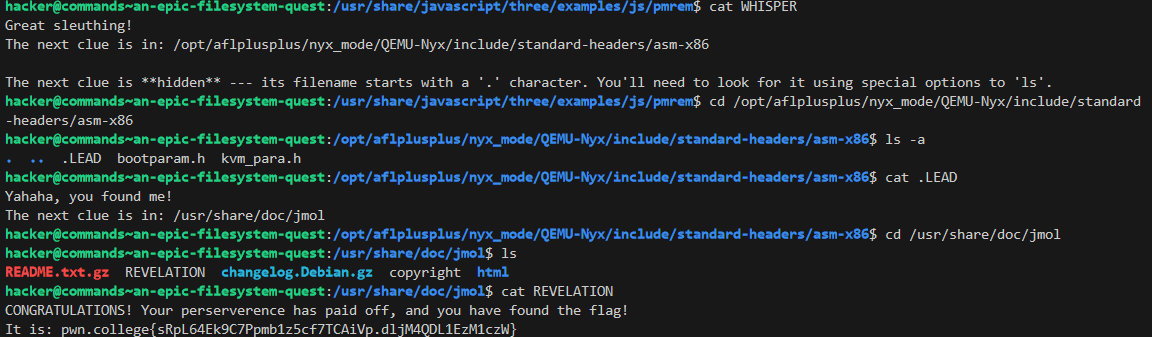 hacker@commands~an-epic-filesystem-quest:/usr/share/javascript/three/examples/js/pmrem$ cat WHISPER
Great sleuthing!
The next clue is in: /opt/aflplusplus/nyx_mode/QEMU-Nyx/include/standard-headers/asm-x86
The next clue is **hidden** --- its filename starts with a '.' character. You'll need to look for it using special options to 'ls'.
hacker@commands~an-epic-filesystem-quest:/usr/share/javascript/three/examples/js/pmrem$ cd /opt/aflplusplus/nyx_mode/QEMU-Nyx/include/standard
-headers/asm-x86
hacker@commands~an-epic-filesystem-quest:/opt/aflplusplus/nyx_mode/QEMU-Nyx/include/standard-headers/asm-x86$ ls -a
.  ..  .LEAD  bootparam.h  kvm_para.h
hacker@commands~an-epic-filesystem-quest:/opt/aflplusplus/nyx_mode/QEMU-Nyx/include/standard-headers/asm-x86$ cat .LEAD
Yahaha, you found me!
The next clue is in: /usr/share/doc/jmol
hacker@commands~an-epic-filesystem-quest:/opt/aflplusplus/nyx_mode/QEMU-Nyx/include/standard-headers/asm-x86$ cd /usr/share/doc/jmol
hacker@commands~an-epic-filesystem-quest:/usr/share/doc/jmol$ ls
README.txt.gz  REVELATION  changelog.Debian.gz  copyright  html
hacker@commands~an-epic-filesystem-quest:/usr/share/doc/jmol$ cat REVELATION
CONGRATULATIONS! Your perserverence has paid off, and you have found the flag!
It is: pwn.college{sRpL64Ek9C7Ppmb1z5cf7TCAiVp.dljM4QDL1EzM1czW}